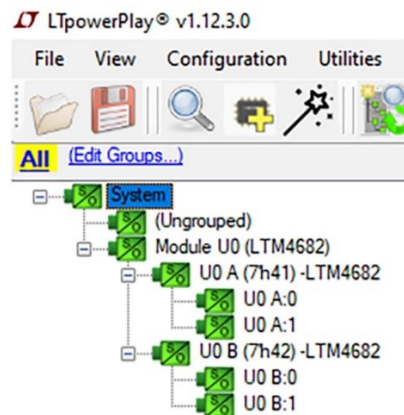 LTpowerPlay® v1.12.3.0
File View Configuration Utilities
All (Edit Groups...)
System
(Ungrouped)
Module U0 (LTM4682)
U0 A (7h41) -LTM4682
U0 A:0
U0 A:1
U0 B (7h42) -LTM4682
U0 B:0
U0 B:1